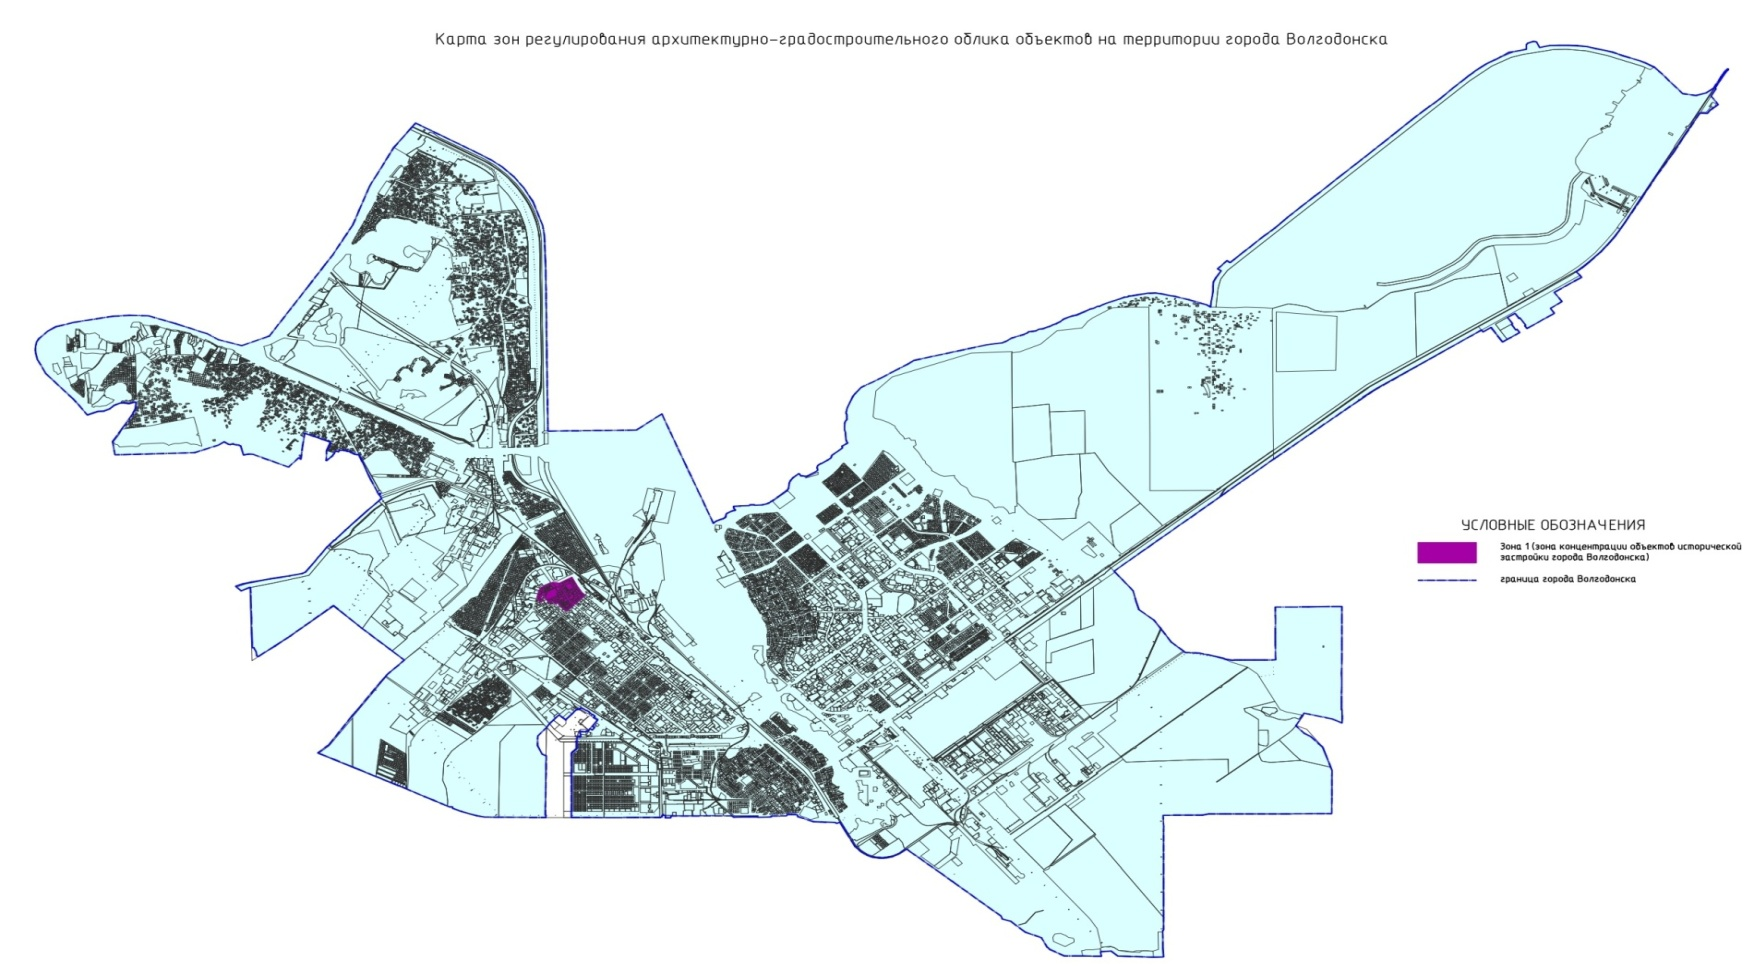 Карта зон регулирования архитектурно-градостроительного облика объектов на территории города Волгодонска
УСЛОВНЫЕ ОБОЗНАЧЕНИЯ
Зона 1 (зона концентрации объектов исторической
застройки города Волгодонска)
граница города Волгодонска